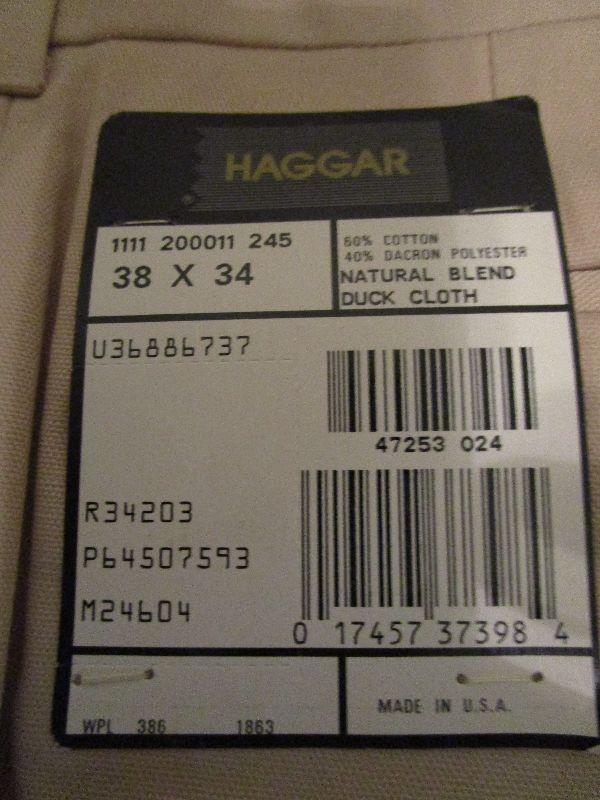 HAGGAR
1111 200011 245
38 X 34
60% COTTON
40% DACRON POLYESTER
NATURAL BLEND
DUCK CLOTH
U36886737
47253 024
R34203
P64507593
M24604
0 17457 37398 4
WPL 386 1863
MADE IN U.S.A.